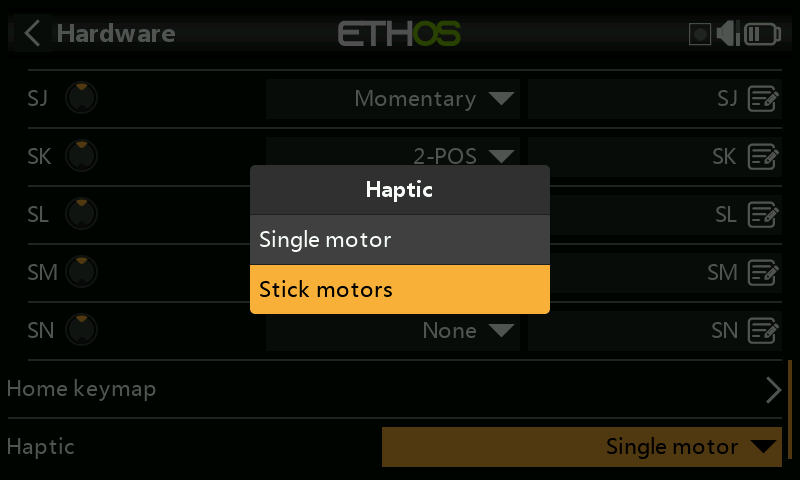 Hardware
ETHOS
SJ Momentary SJ
SK 2-POS SK
Haptic
SL SL
Single motor
SM SM
Stick motors
SN None SN
Home keymap
Haptic Single motor